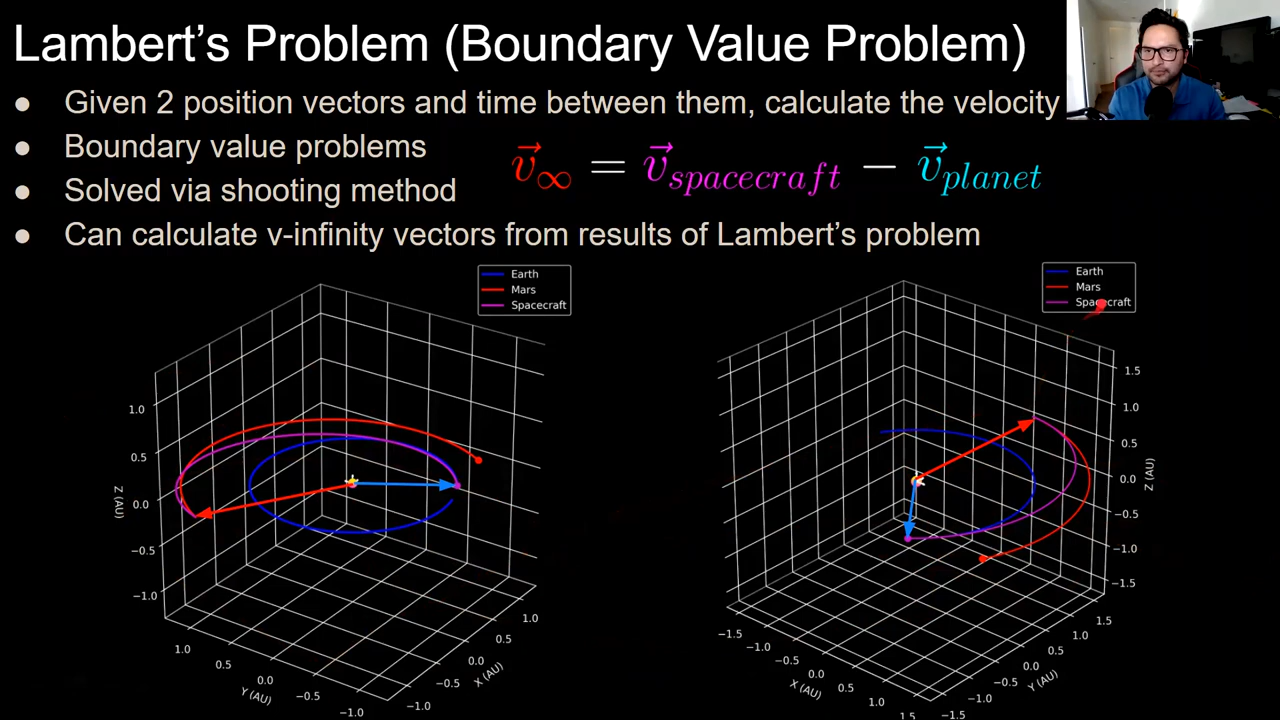 Lambert's Problem (Boundary Value Problem)
● Given 2 position vectors and time between them, calculate the velocity
● Boundary value problems
● Solved via shooting method
● Can calculate v-infinity vectors from results of Lambert's problem
v⃗∞ = v⃗spacecraft − v⃗planet
Earth
Mars
Spacecraft
1.0
0.5
0.0
−0.5
−1.0
Z (AU)
1.0
0.5
0.0
−0.5
−1.0
Y (AU)
1.0
0.5
0.0
−0.5
−1.0
X (AU)
Earth
Mars
Spacecraft
1.5
1.0
0.5
0.0
−0.5
−1.0
−1.5
Z (AU)
−1.5
−1.0
−0.5
0.0
0.5
1.0
1.5
X (AU)
1.5
1.0
0.5
0.0
−0.5
−1.0
−1.5
Y (AU)